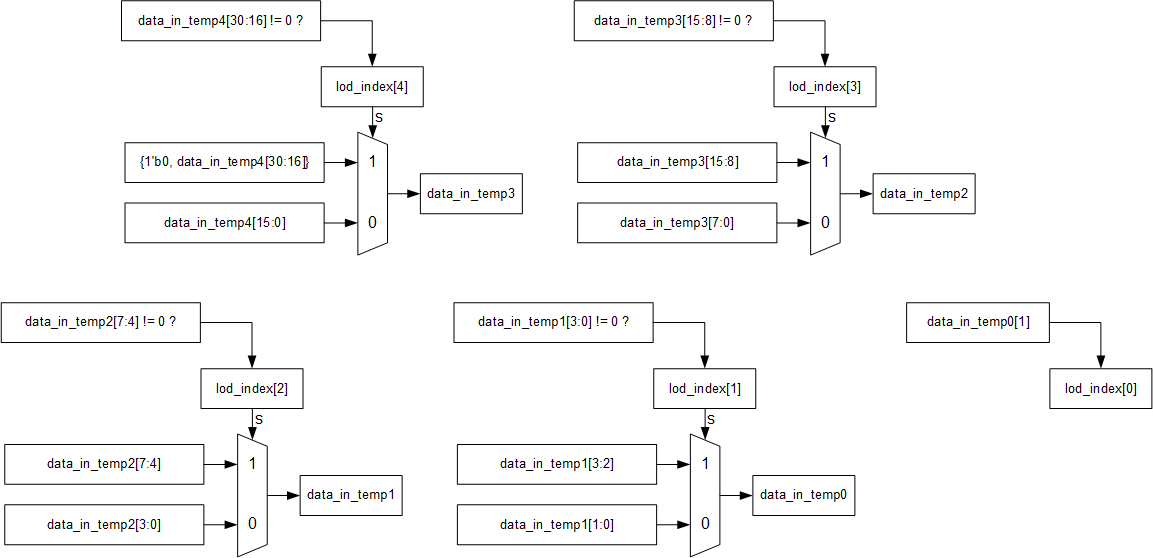 data_in_temp4[30:16] != 0 ?
lod_index[4]
s
{1'b0, data_in_temp4[30:16]}
1
data_in_temp3
data_in_temp4[15:0]
0
data_in_temp3[15:8] != 0 ?
lod_index[3]
s
data_in_temp3[15:8]
1
data_in_temp2
data_in_temp3[7:0]
0
data_in_temp2[7:4] != 0 ?
lod_index[2]
s
data_in_temp2[7:4]
1
data_in_temp1
data_in_temp2[3:0]
0
data_in_temp1[3:0] != 0 ?
lod_index[1]
s
data_in_temp1[3:2]
1
data_in_temp0
data_in_temp1[1:0]
0
data_in_temp0[1]
lod_index[0]